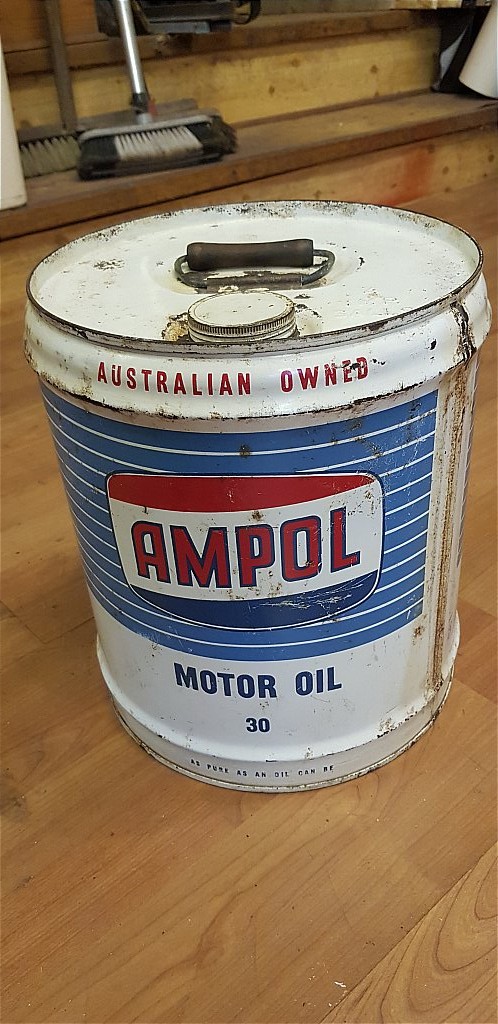 AUSTRALIAN OWNED
AMPOL
MOTOR OIL
30
AS PURE AS AN OIL CAN BE